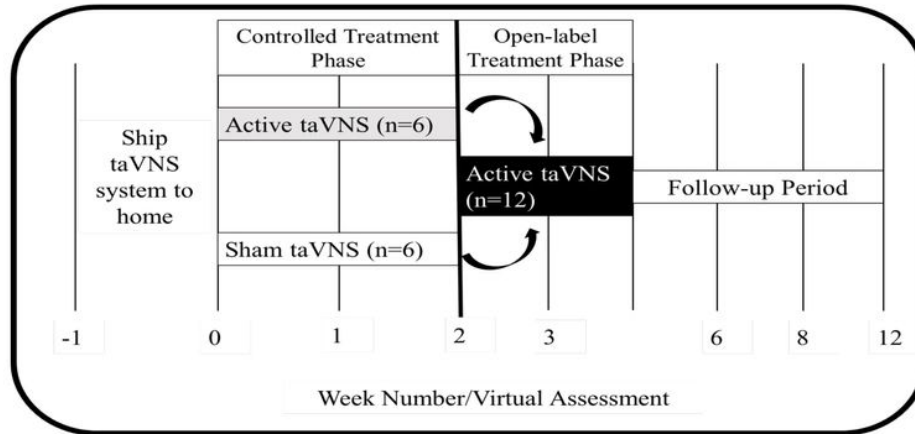 Controlled Treatment
Phase
Open-label
Treatment Phase
Active taVNS (n=6)
Ship
taVNS
system to
home
Active taVNS
(n=12)
Follow-up Period
Sham taVNS (n=6)
-1
0
1
2
3
6
8
12
Week Number/Virtual Assessment